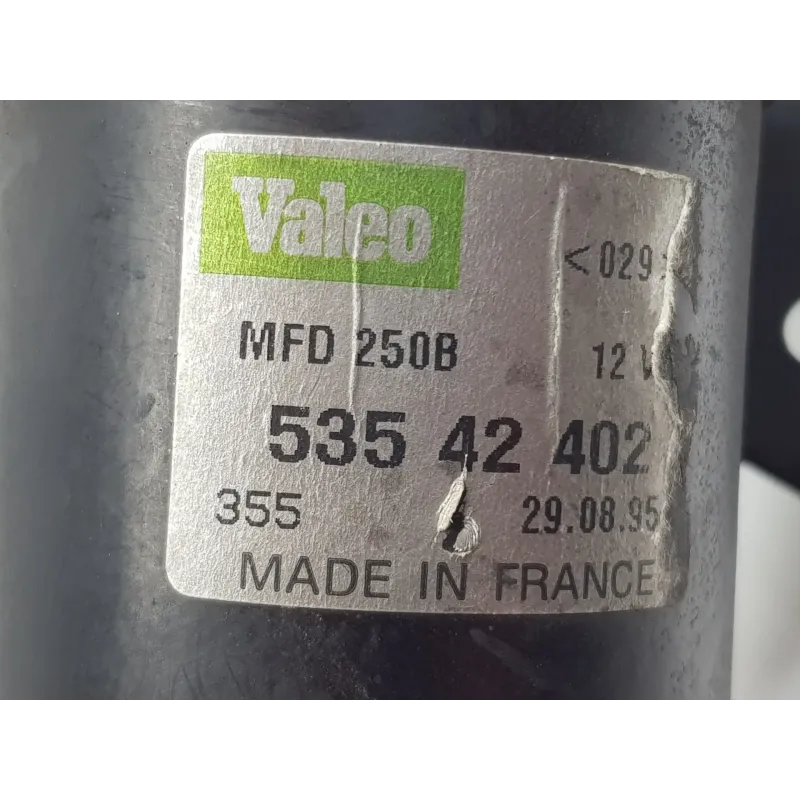 Valeo
<029>
MFD 250B 12 V
535 42 402
355 29.08.95
MADE IN FRANCE